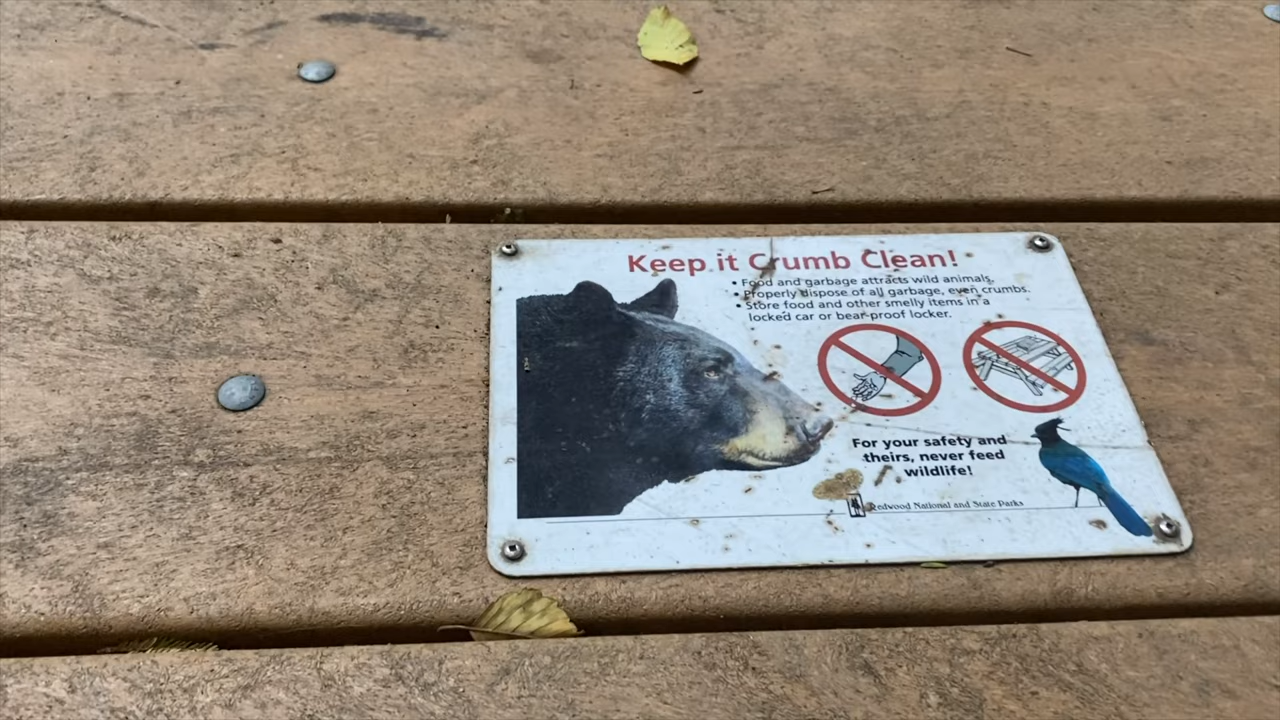 Keep it Crumb Clean!
• Food and garbage attracts wild animals.
• Properly dispose of all garbage, even crumbs.
• Store food and other smelly items in a
locked car or bear-proof locker.
For your safety and
theirs, never feed
wildlife!
Redwood National and State Parks